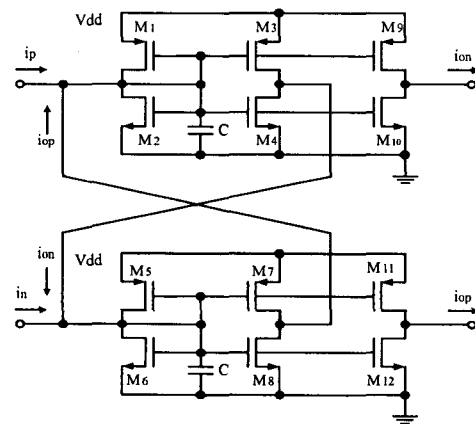 Vdd M1 M3 M9
ip ion
iop
M2 C M4 M10
ion Vdd M5 M7 M11
in iop
M6 C M8 M12